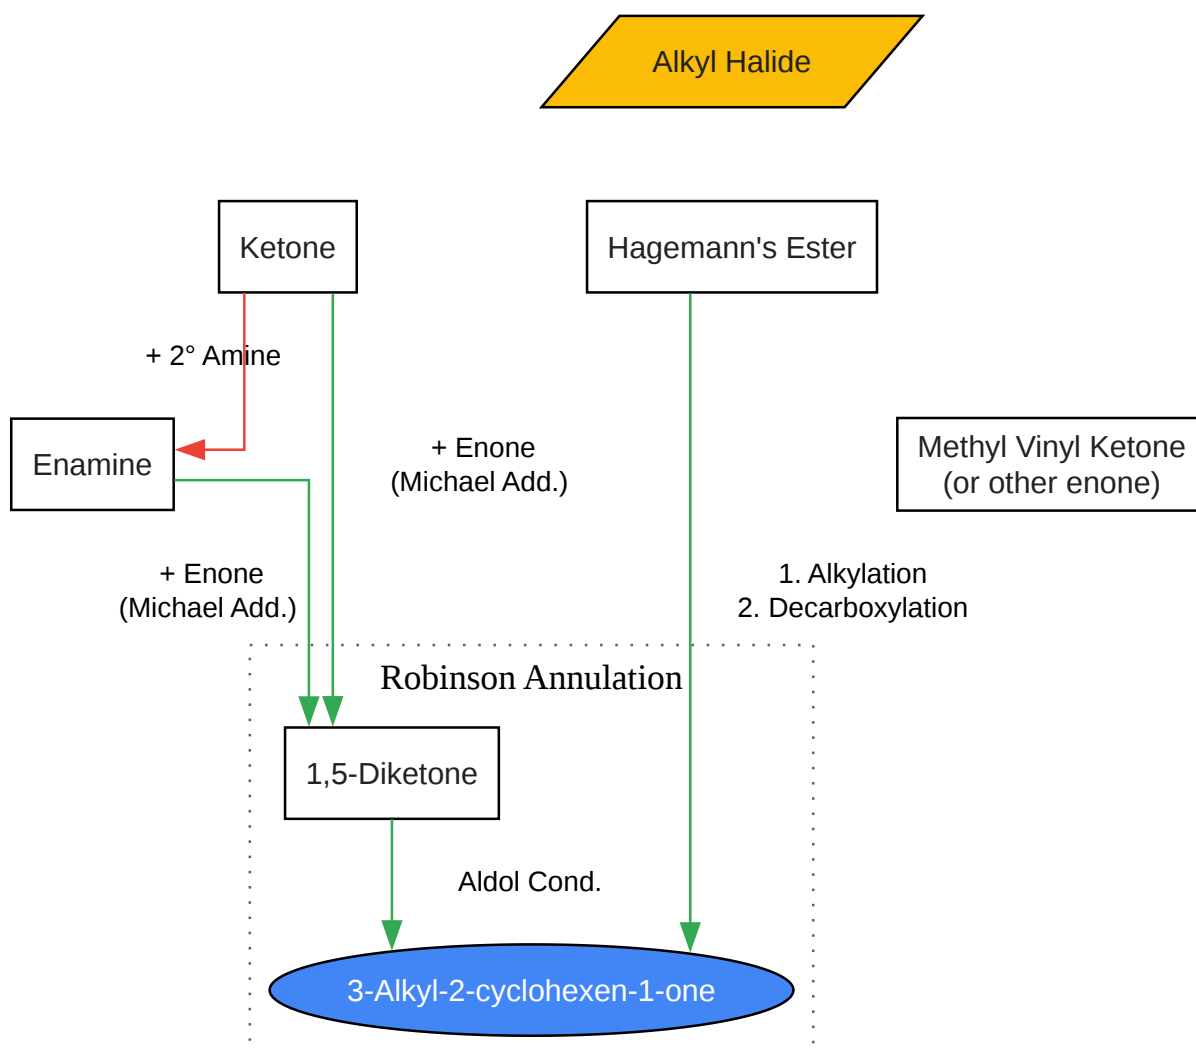 Alkyl Halide
Ketone
Hagemann's Ester
+ 2° Amine
Enamine
+ Enone
(Michael Add.)
Methyl Vinyl Ketone
(or other enone)
+ Enone
(Michael Add.)
1. Alkylation
2. Decarboxylation
Robinson Annulation
1,5-Diketone
Aldol Cond.
3-Alkyl-2-cyclohexen-1-one